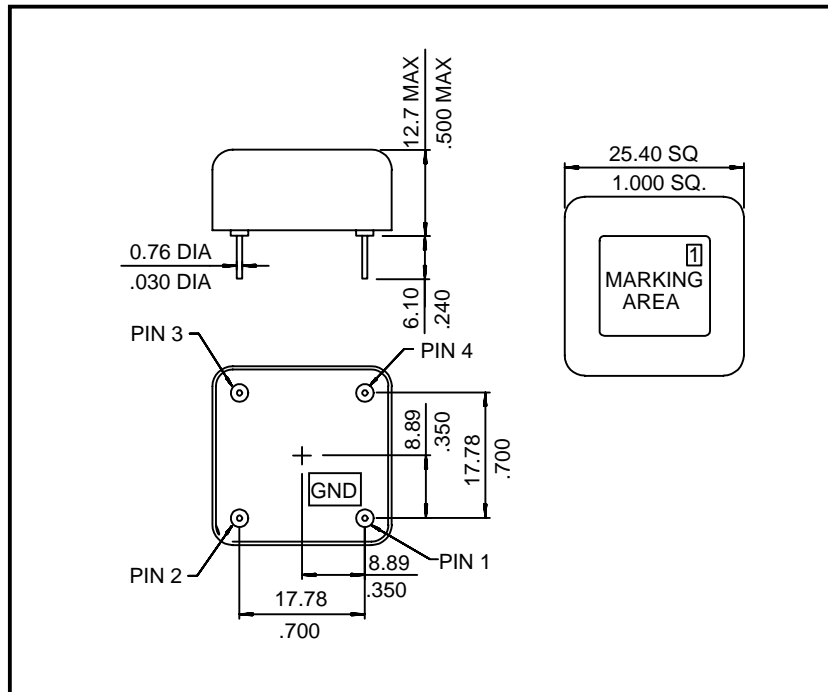 12.7 MAX
.500 MAX
25.40 SQ
1.000 SQ.
0.76 DIA
.030 DIA
6.10
.240
1
MARKING
AREA
PIN 3
PIN 4
8.89
.350
17.78
.700
GND
PIN 2
PIN 1
8.89
.350
17.78
.700